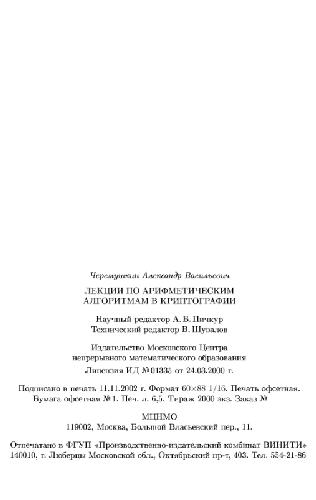 Черемушкин Александр Васильевич
ЛЕКЦИИ ПО АРИФМЕТИЧЕСКИМ
АЛГОРИТМАМ В КРИПТОГРАФИИ
Научный редактор А. Б. Пичкур
Технический редактор В. Шувалов
Издательство Московского Центра
непрерывного математического образования
Лицензия ИД №01335 от 24.03.2000 г.
Подписано в печать 11.11.2002 г. Формат 60×88 1/16. Печать офсетная.
Бумага офсетная №1. Печ. л. 6,5. Тираж 2000 экз. Заказ №
МЦНМО
119002, Москва, Большой Власьевский пер., 11.
Отпечатано в ФГУП «Производственно-издательский комбинат ВИНИТИ»
140010, г. Люберцы Московской обл., Октябрьский пр-т, 403. Тел. 554-21-86